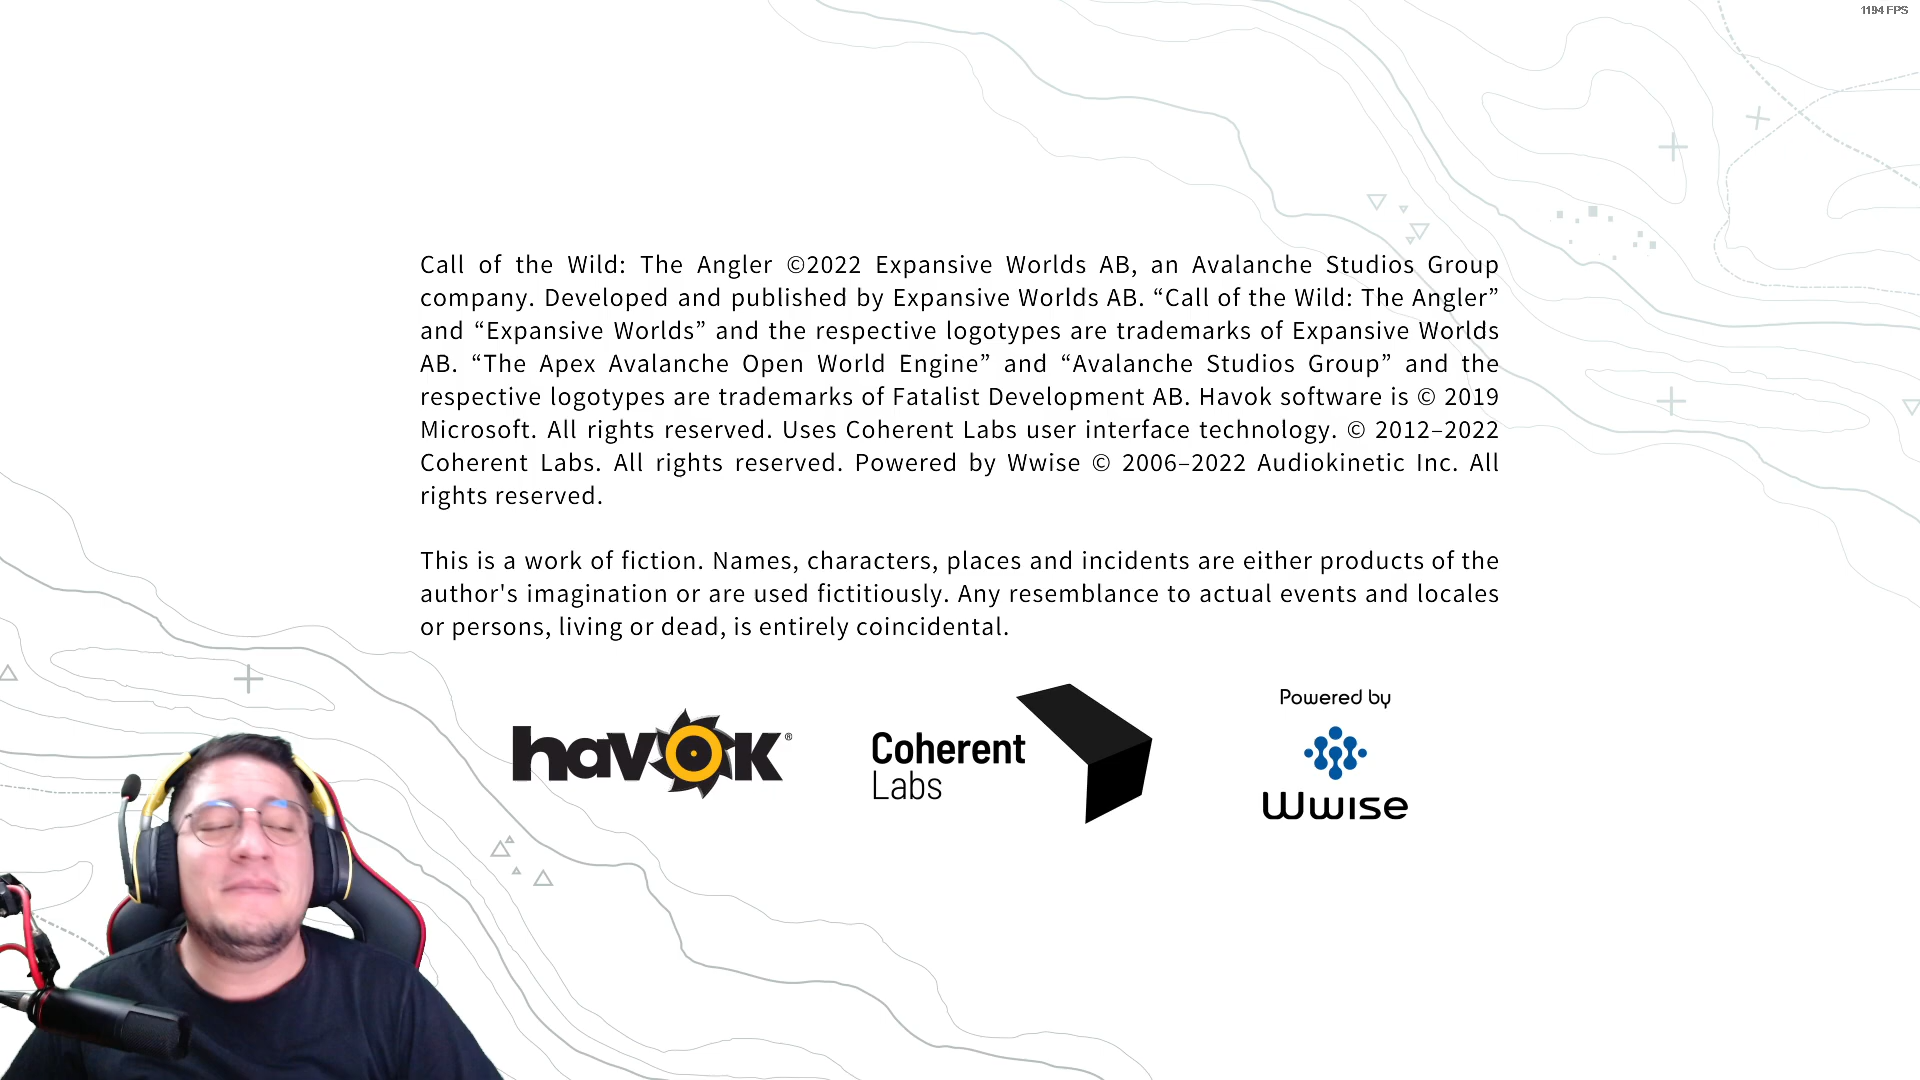 1194 FPS
Call of the Wild: The Angler ©2022 Expansive Worlds AB, an Avalanche Studios Group
company. Developed and published by Expansive Worlds AB. “Call of the Wild: The Angler”
and “Expansive Worlds” and the respective logotypes are trademarks of Expansive Worlds
AB. “The Apex Avalanche Open World Engine” and “Avalanche Studios Group” and the
respective logotypes are trademarks of Fatalist Development AB. Havok software is © 2019
Microsoft. All rights reserved. Uses Coherent Labs user interface technology. © 2012–2022
Coherent Labs. All rights reserved. Powered by Wwise © 2006–2022 Audiokinetic Inc. All
rights reserved.
This is a work of fiction. Names, characters, places and incidents are either products of the
author's imagination or are used fictitiously. Any resemblance to actual events and locales
or persons, living or dead, is entirely coincidental.
havok®
Coherent
Labs
Powered by
Wwise